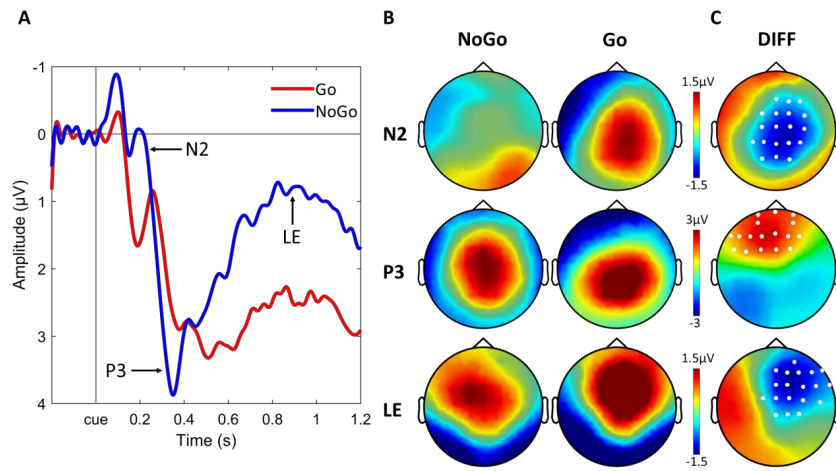 A
B
C
NoGo
Go
DIFF
-1
0
1
2
3
4
Amplitude (μV)
Go
NoGo
N2
LE
P3
cue
0.2
0.4
0.6
0.8
1
1.2
Time (s)
N2
1.5μV
-1.5
P3
3μV
-3
LE
1.5μV
-1.5